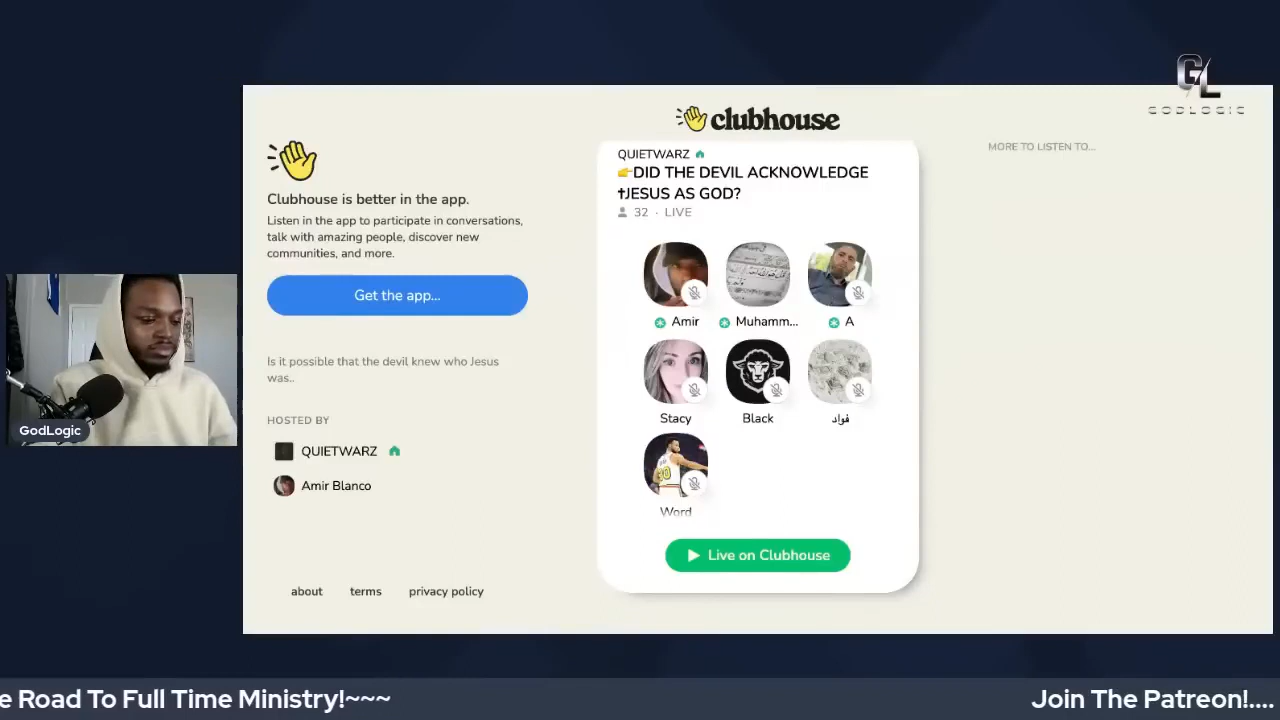 GL
GODLOGIC
clubhouse
MORE TO LISTEN TO...
Clubhouse is better in the app.
Listen in the app to participate in conversations,
talk with amazing people, discover new
communities, and more.
Get the app...
Is it possible that the devil knew who Jesus
was..
HOSTED BY
QUIETWARZ
Amir Blanco
about terms privacy policy
QUIETWARZ
👉DID THE DEVIL ACKNOWLEDGE
✝JESUS AS GOD?
32 · LIVE
Amir Muhamm... A
Stacy Black فؤاد
30
Word
Live on Clubhouse
GodLogic
e Road To Full Time Ministry!~~~ Join The Patreon!....